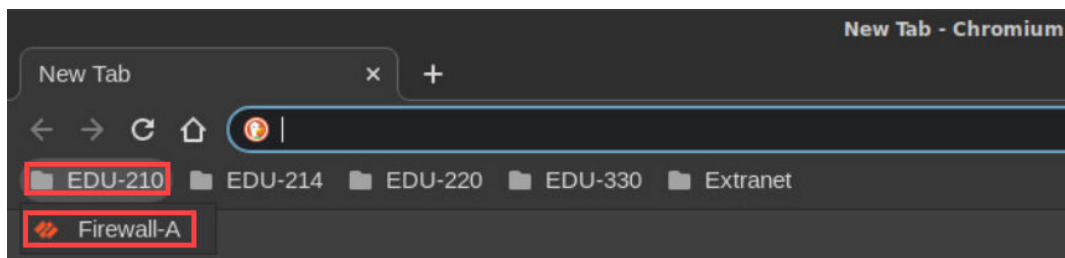 New Tab - Chromium
New Tab × +
EDU-210 EDU-214 EDU-220 EDU-330 Extranet
Firewall-A